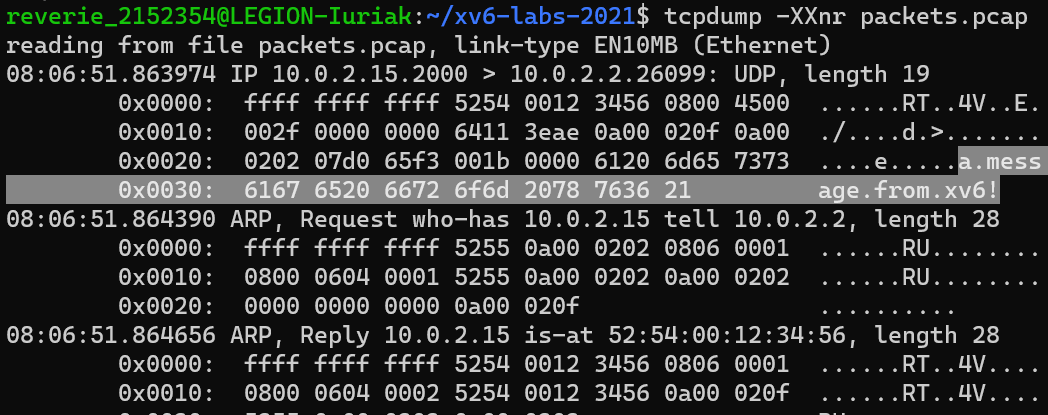 reverie_2152354@LEGION-Iuriak:~/xv6-labs-2021$ tcpdump -XXnr packets.pcap
reading from file packets.pcap, link-type EN10MB (Ethernet)
08:06:51.863974 IP 10.0.2.15.2000 > 10.0.2.2.26099: UDP, length 19
0x0000:  ffff ffff ffff 5254 0012 3456 0800 4500  ......RT..4V..E.
0x0010:  002f 0000 0000 6411 3eae 0a00 020f 0a00  ./....d.>.......
0x0020:  0202 07d0 65f3 001b 0000 6120 6d65 7373  ....e.....a.mess
0x0030:  6167 6520 6672 6f6d 2078 7636 21         age.from.xv6!
08:06:51.864390 ARP, Request who-has 10.0.2.15 tell 10.0.2.2, length 28
0x0000:  ffff ffff ffff 5255 0a00 0202 0806 0001  ......RU........
0x0010:  0800 0604 0001 5255 0a00 0202 0a00 0202  ......RU........
0x0020:  0000 0000 0000 0a00 020f                 ..........
08:06:51.864656 ARP, Reply 10.0.2.15 is-at 52:54:00:12:34:56, length 28
0x0000:  ffff ffff ffff 5254 0012 3456 0806 0001  ......RT..4V....
0x0010:  0800 0604 0002 5254 0012 3456 0a00 020f  ......RT..4V....